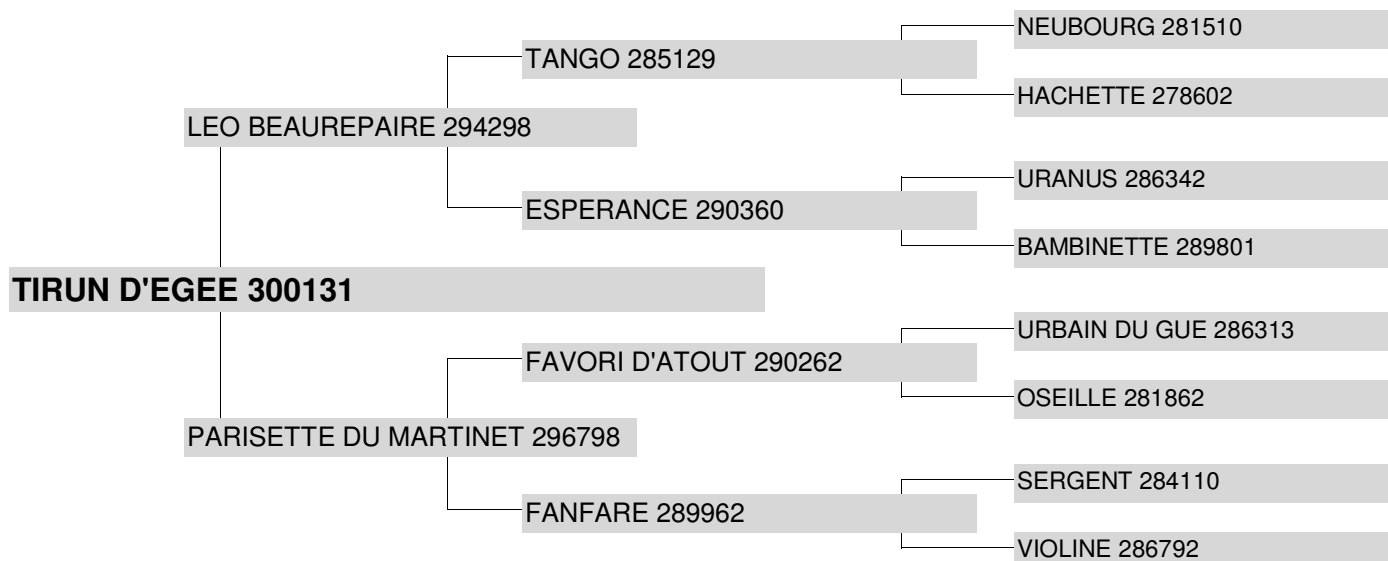 NEUBOURG 281510
TANGO 285129
HACHETTE 278602
LEO BEAUREPAIRE 294298
URANUS 286342
ESPERANCE 290360
BAMBINETTE 289801
TIRUN D'EGEE 300131
URBAIN DU GUE 286313
FAVORI D'ATOUT 290262
OSEILLE 281862
PARISETTE DU MARTINET 296798
SERGENT 284110
FANFARE 289962
VIOLINE 286792